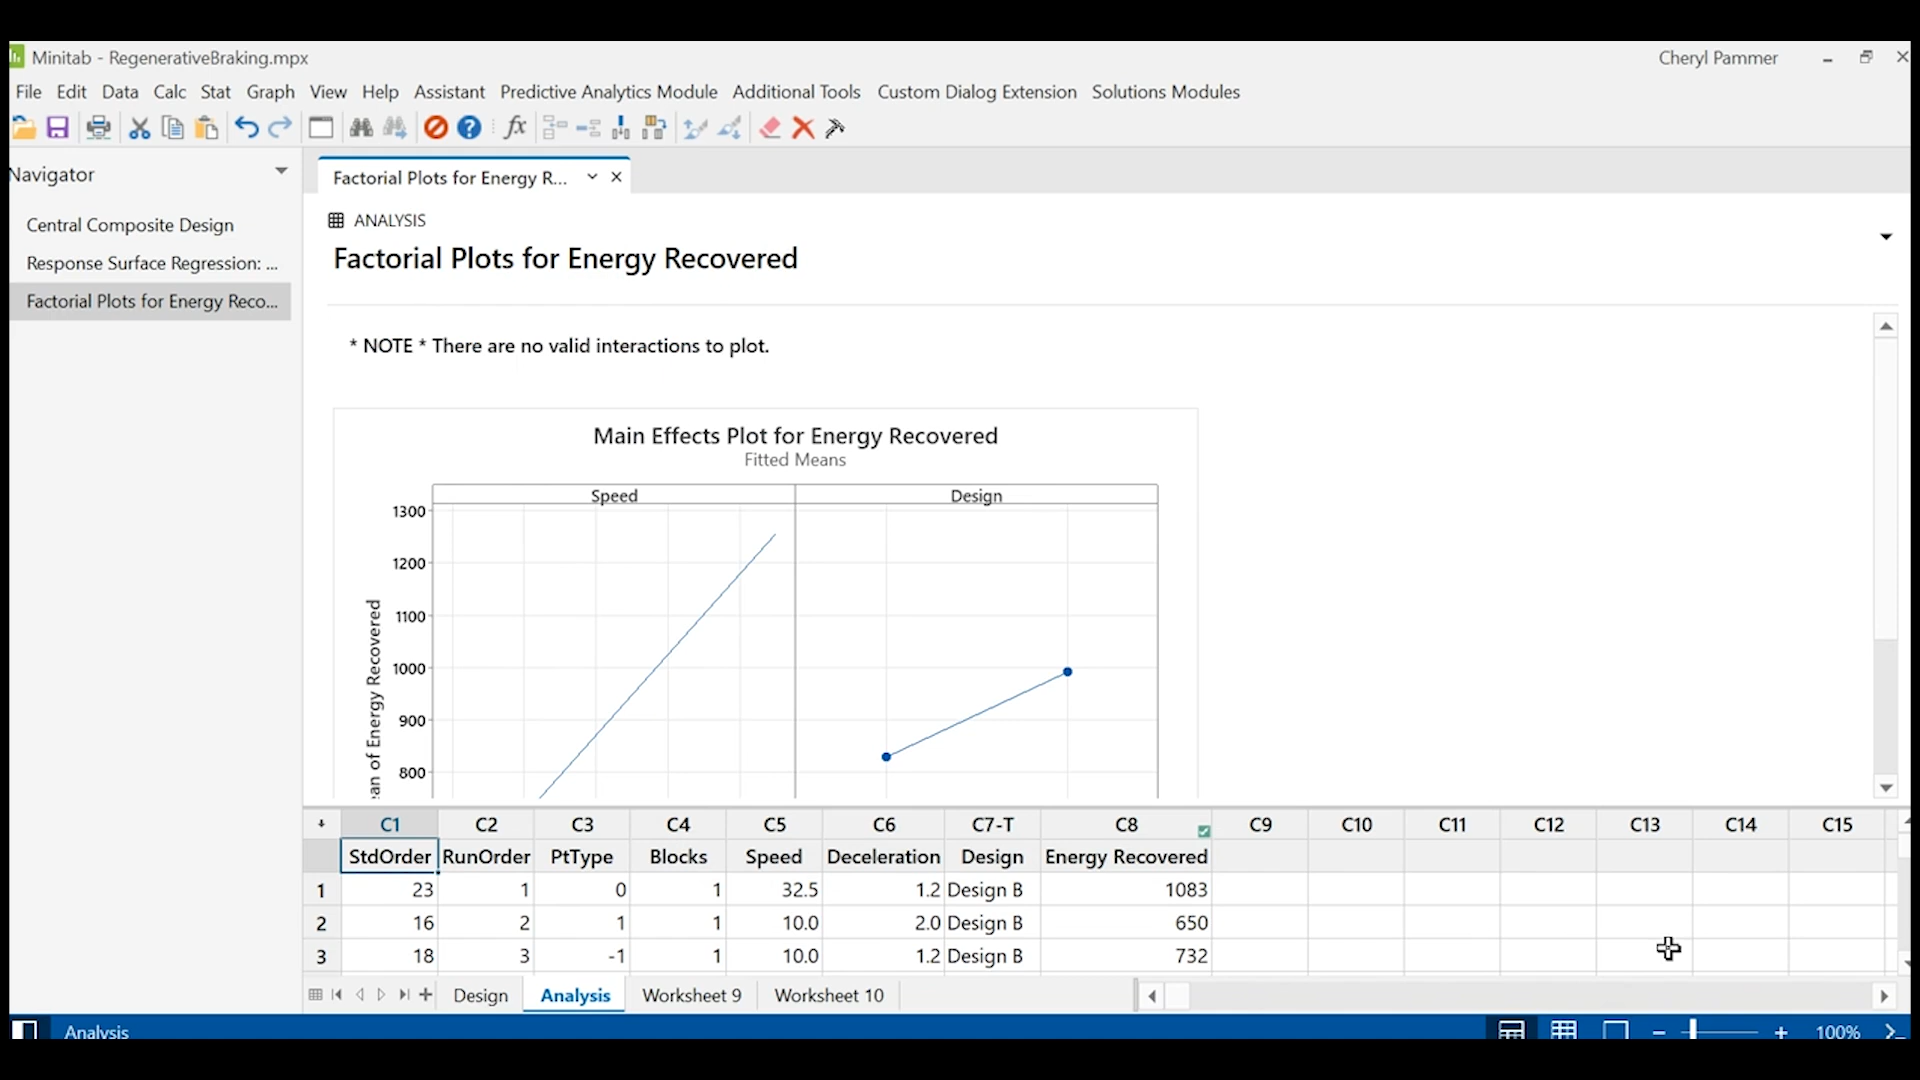 Minitab - RegenerativeBraking.mpx
Cheryl Pammer
File Edit Data Calc Stat Graph View Help Assistant Predictive Analytics Module Additional Tools Custom Dialog Extension Solutions Modules
Navigator
Central Composite Design
Response Surface Regression: ...
Factorial Plots for Energy Reco...
Factorial Plots for Energy R...
ANALYSIS
Factorial Plots for Energy Recovered
* NOTE * There are no valid interactions to plot.
Main Effects Plot for Energy Recovered
Fitted Means
Speed Design
1300
1200
1100
1000
900
800
an of Energy Recovered
C1 C2 C3 C4 C5 C6 C7-T C8 C9 C10 C11 C12 C13 C14 C15
StdOrder RunOrder PtType Blocks Speed Deceleration Design Energy Recovered
1 23 1 0 1 32.5 1.2 Design B 1083
2 16 2 1 1 10.0 2.0 Design B 650
3 18 3 -1 1 10.0 1.2 Design B 732
Design Analysis Worksheet 9 Worksheet 10
Analysis
100%